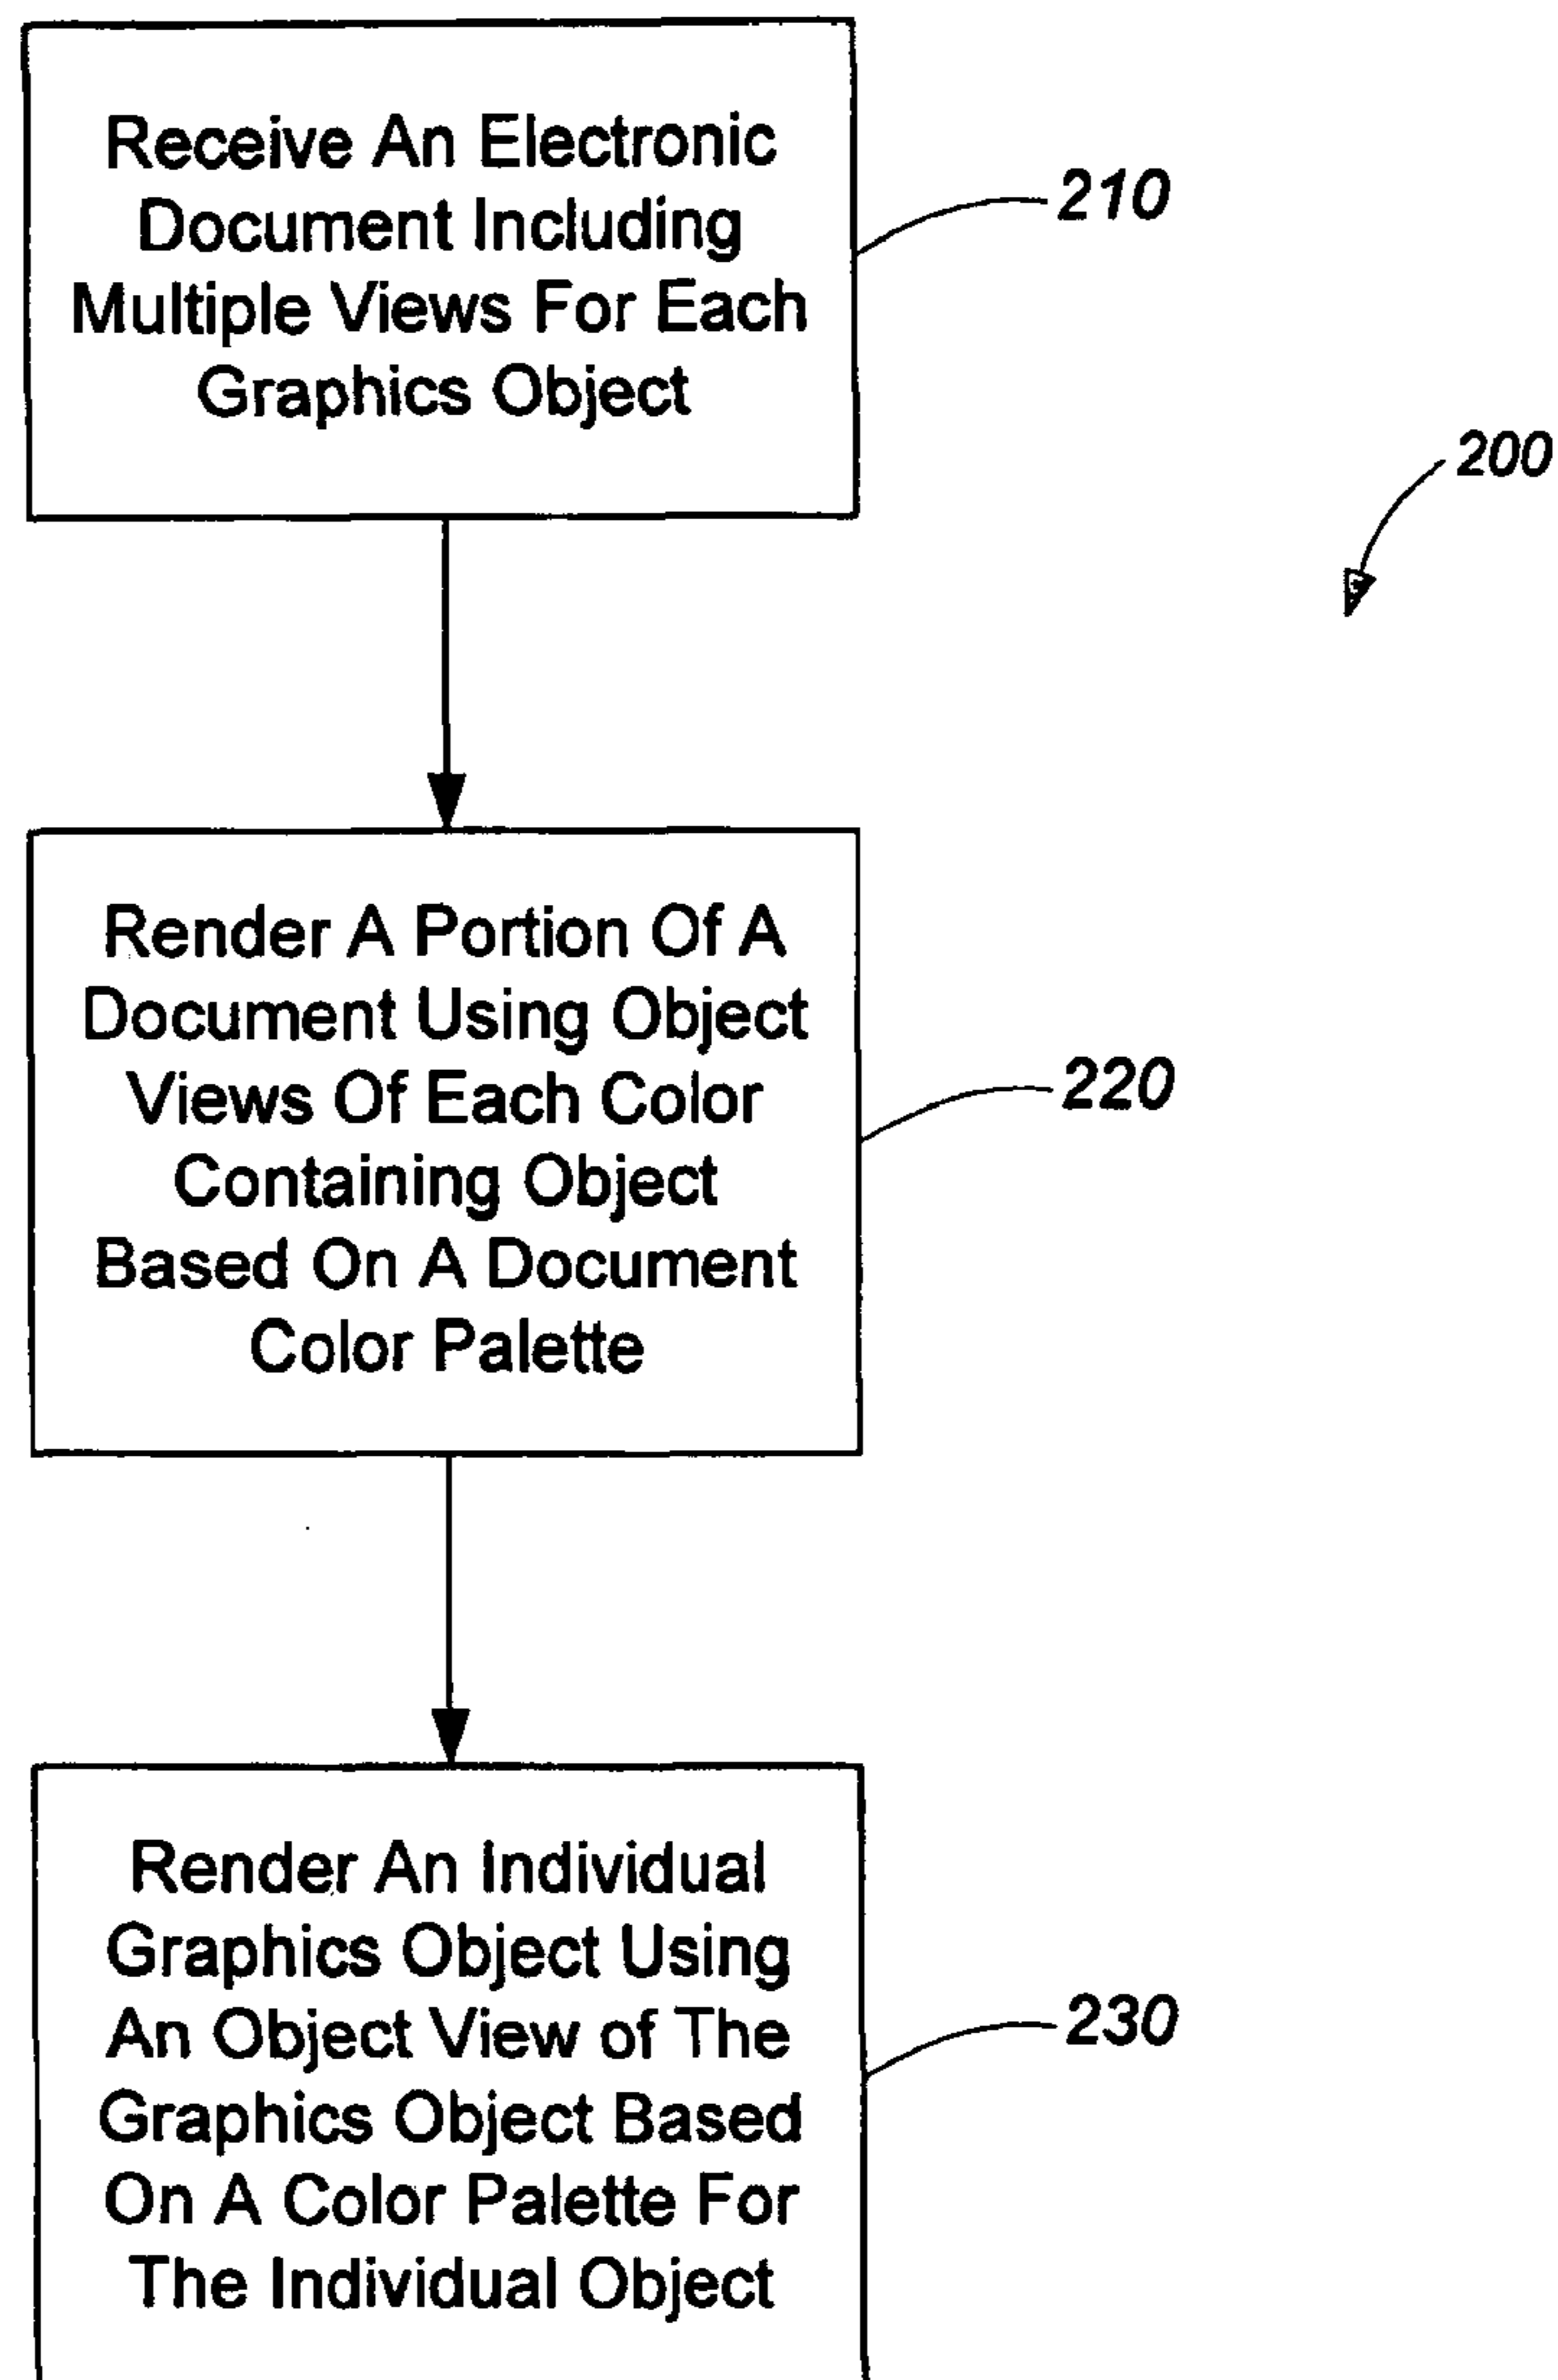 Receive An Electronic
Document Including
Multiple Views For Each
Graphics Object
210
200
Render A Portion Of A
Document Using Object
Views Of Each Color
Containing Object
Based On A Document
Color Palette
220
Render An Individual
Graphics Object Using
An Object View of The
Graphics Object Based
On A Color Palette For
The Individual Object
230